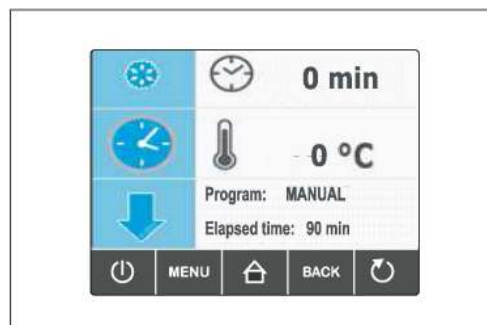 0 min
- 0 °C
Program: MANUAL
Elapsed time: 90 min
MENU BACK